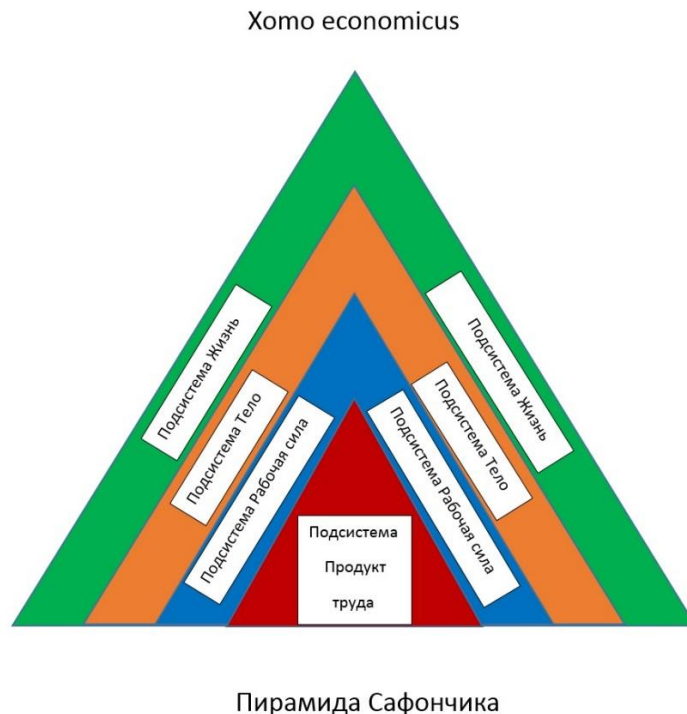 Хомо economicus
Подсистема Жизнь
Подсистема Жизнь
Подсистема Тело
Подсистема Тело
Подсистема Рабочая сила
Подсистема Рабочая сила
Подсистема
Продукт
труда
Пирамида Сафончика